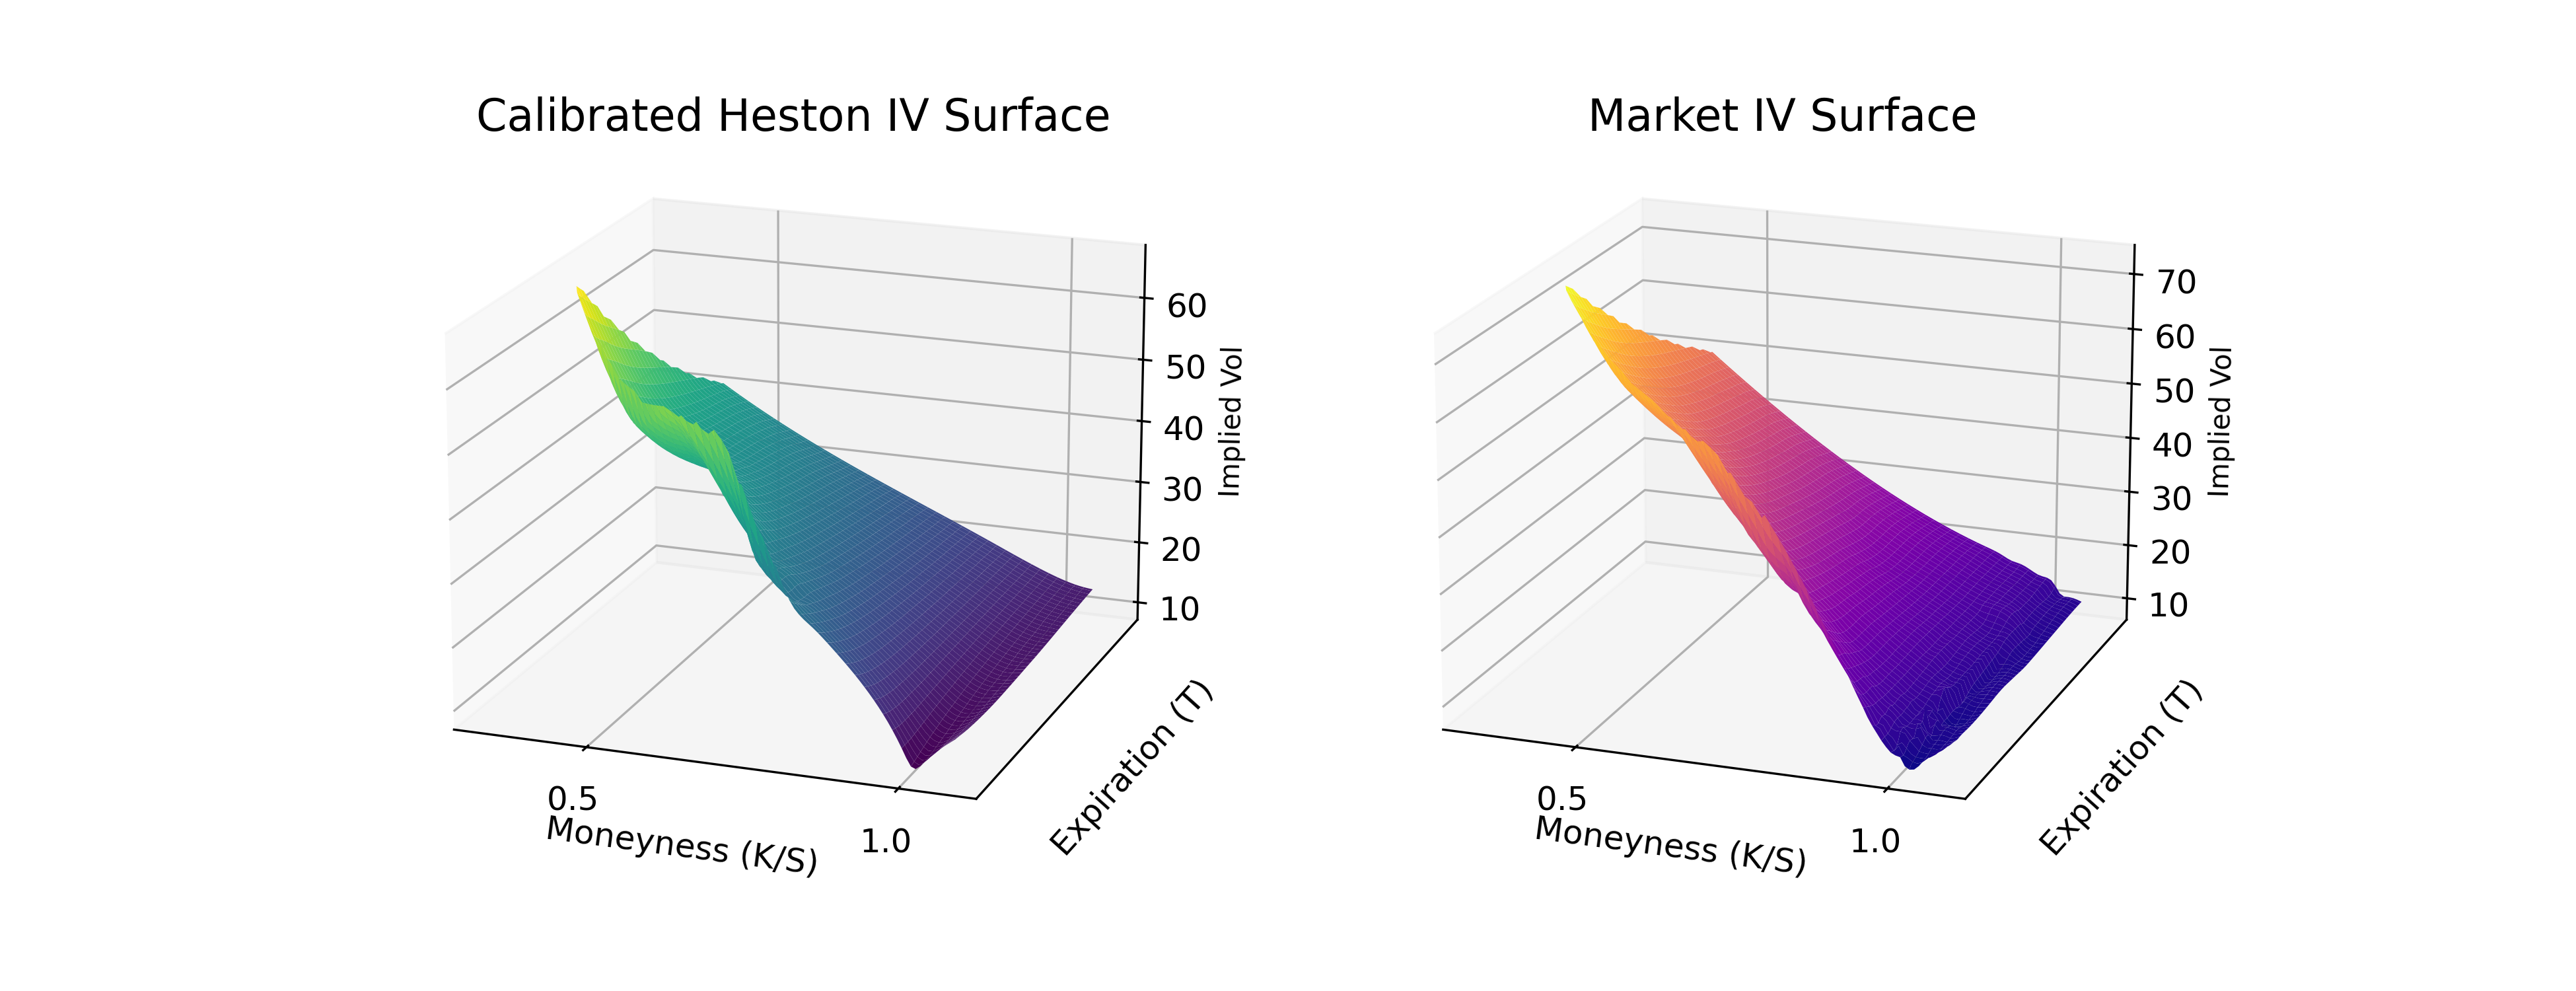 Calibrated Heston IV Surface
60
50
40
30
20
10
Implied Vol
0.5
1.0
Moneyness (K/S)
Expiration (T)
Market IV Surface
70
60
50
40
30
20
10
Implied Vol
0.5
1.0
Moneyness (K/S)
Expiration (T)